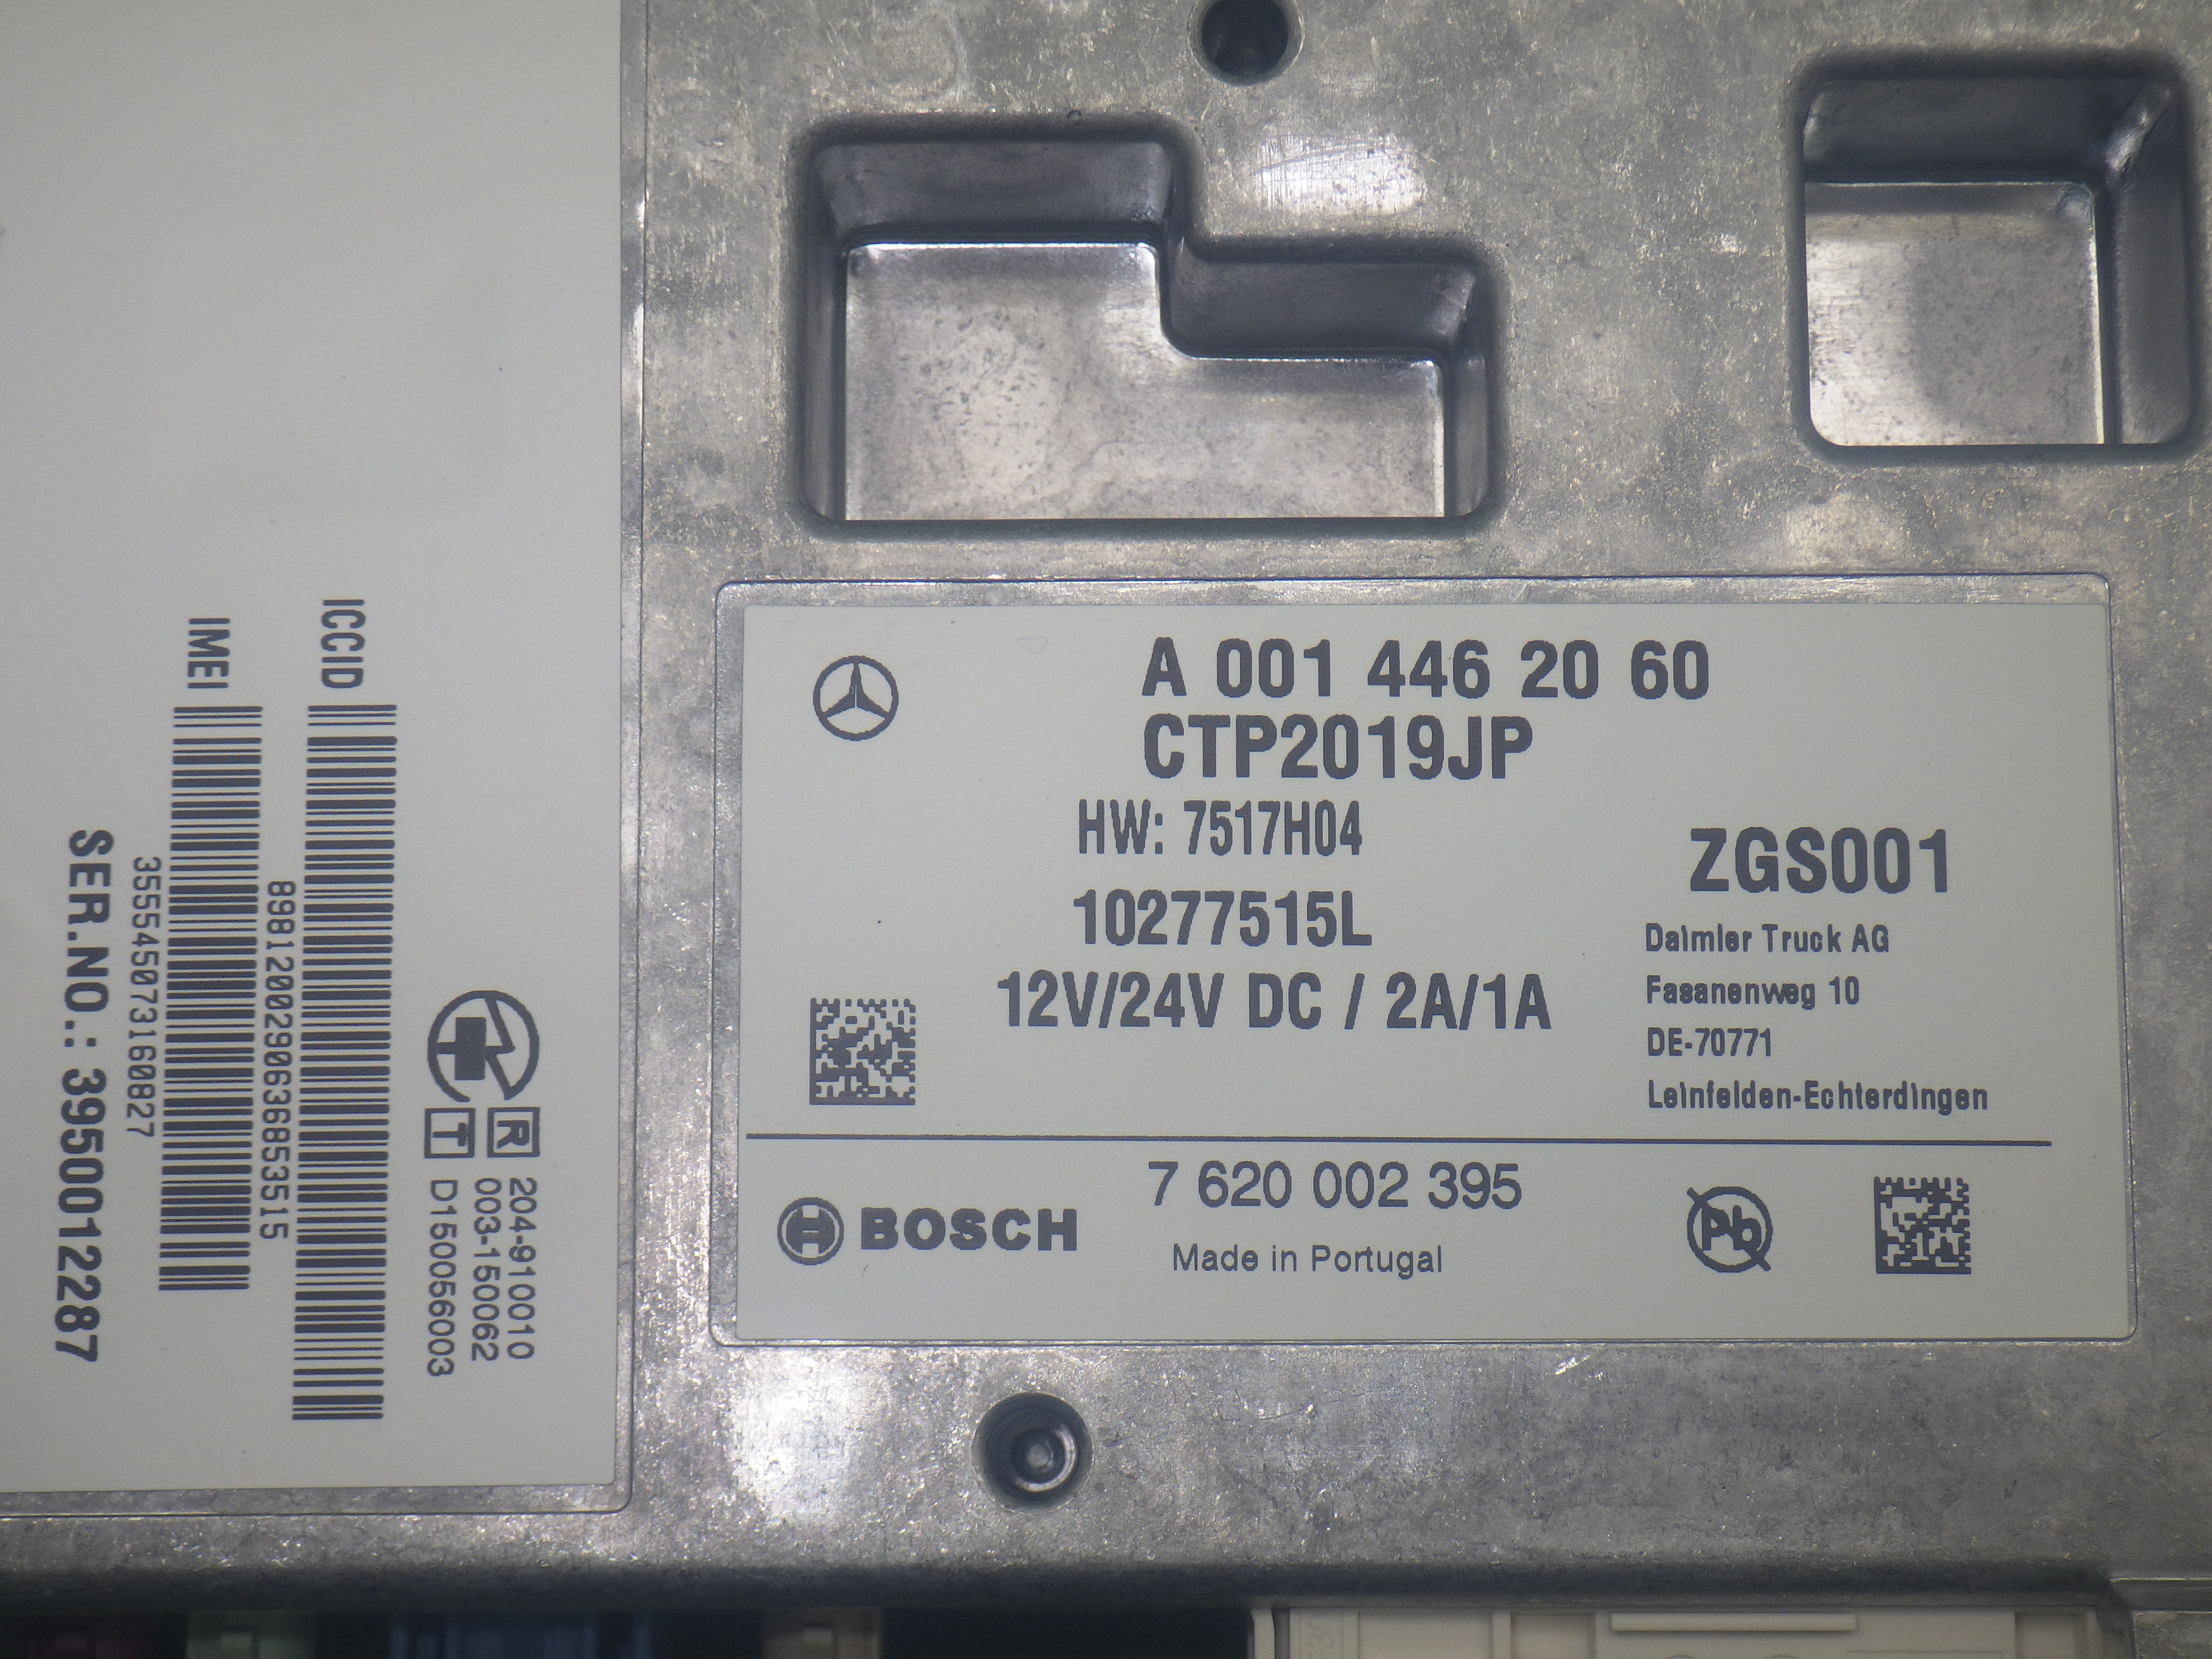 ICCID
8981200290636853515
IMEI
355545073160827
SER.NO.: 3950012287
R 204-910010
003-150062
T D150056003
A 001 446 20 60
CTP2019JP
HW: 7517H04
10277515L
12V/24V DC / 2A/1A
ZGS001
Daimler Truck AG
Fasanenweg 10
DE-70771
Leinfelden-Echterdingen
BOSCH
7 620 002 395
Made in Portugal
Pb